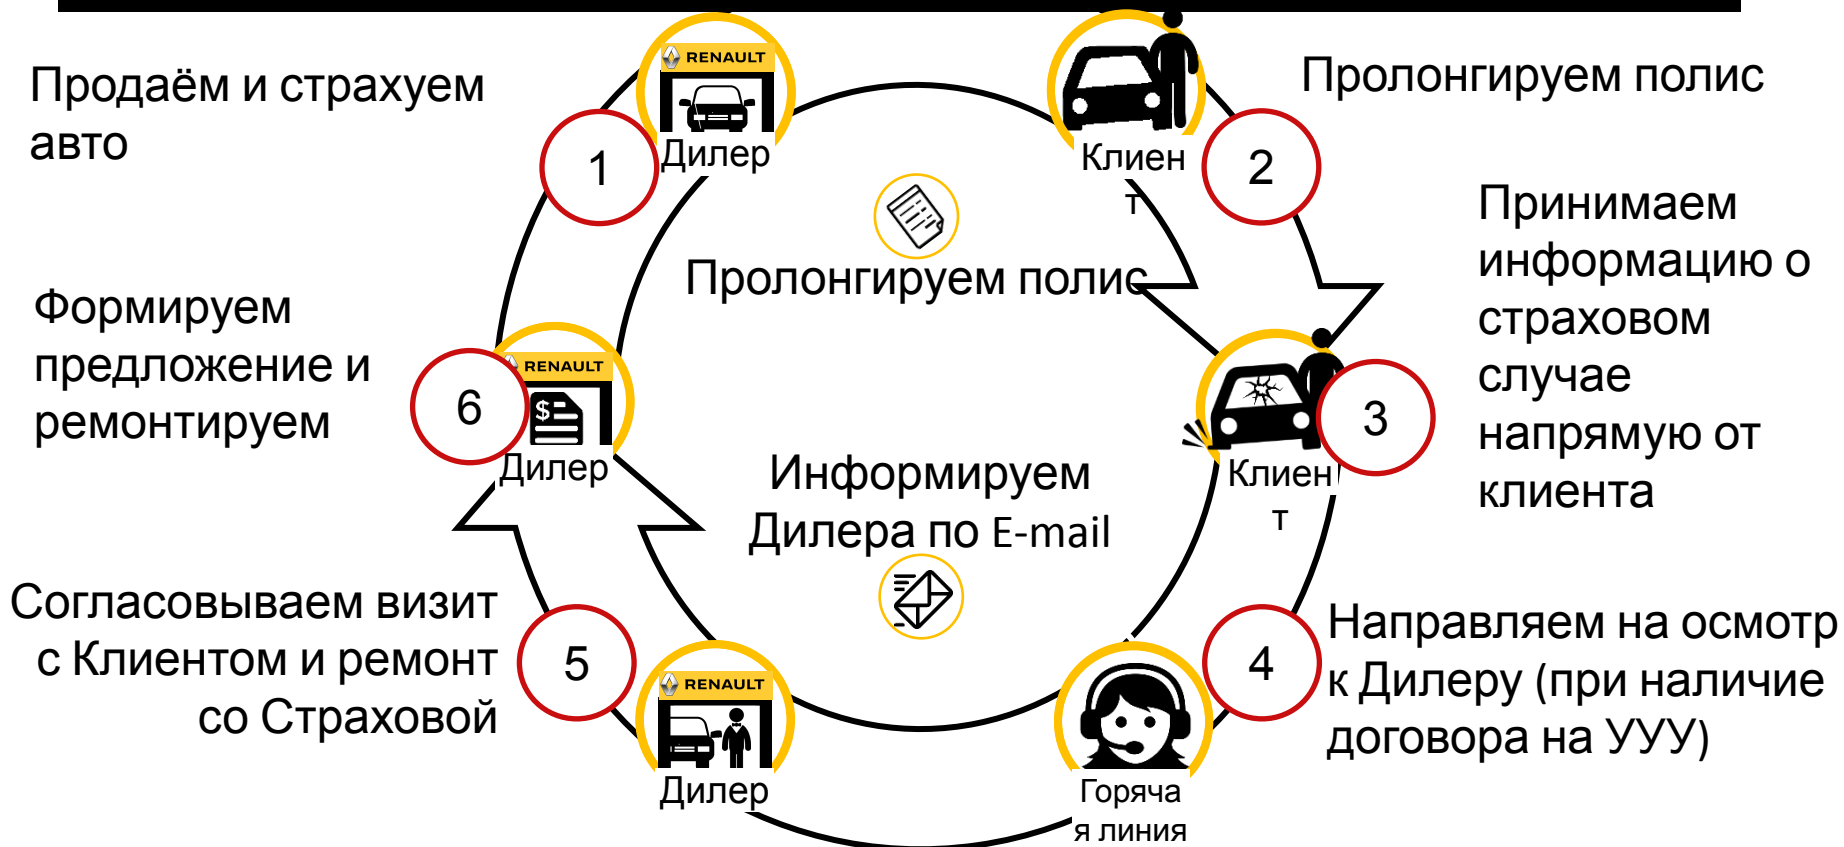 Продаём и страхуем
авто
1
RENAULT
Дилер
Клиен
т
2
Пролонгируем полис
Пролонгируем полис
Принимаем
информацию о
страховом
случае
напрямую от
клиента
3
Клиен
т
Формируем
предложение и
ремонтируем
6
RENAULT
$
Дилер
Информируем
Дилера по E-mail
Согласовываем визит
с Клиентом и ремонт
со Страховой
5
RENAULT
Дилер
Горяча
я линия
4
Направляем на осмотр
к Дилеру (при наличие
договора на УУУ)